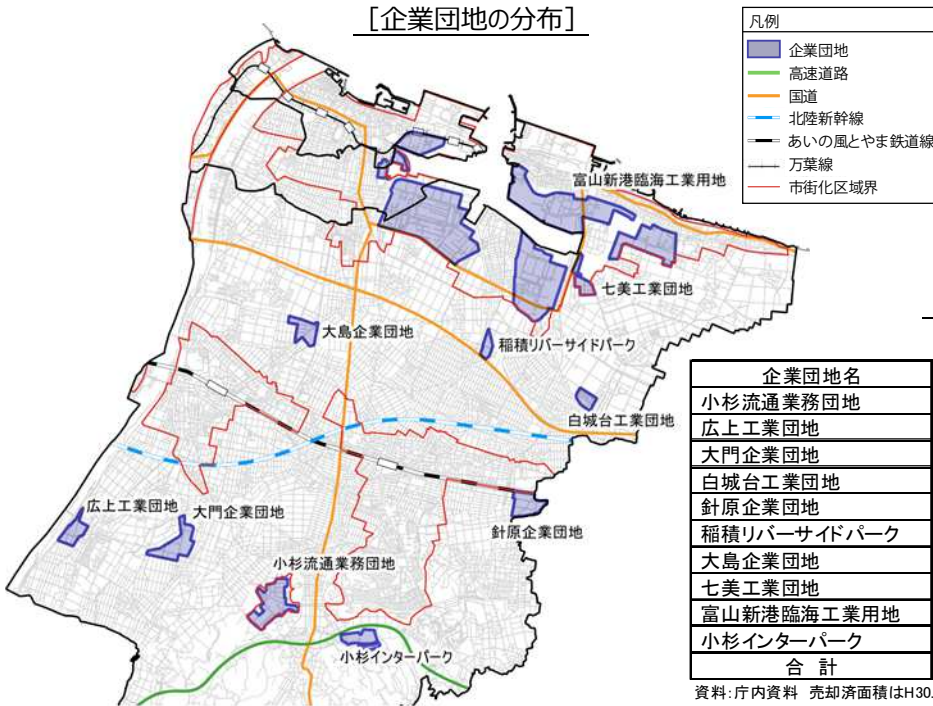 [企業団地の分布]
凡例
企業団地
高速道路
国道
北陸新幹線
あいの風とやま鉄道線
万葉線
市街化区域界
富山新港臨海工業用地
七美工業団地
大島企業団地
稲積リバーサイドパーク
白城台工業団地
広上工業団地
大門企業団地
針原企業団地
小杉流通業務団地
小杉インターパーク
企業団地名
小杉流通業務団地
広上工業団地
大門企業団地
白城台工業団地
針原企業団地
稲積リバーサイドパーク
大島企業団地
七美工業団地
富山新港臨海工業用地
小杉インターパーク
合 計
資料:庁内資料 売却済面積はH30.